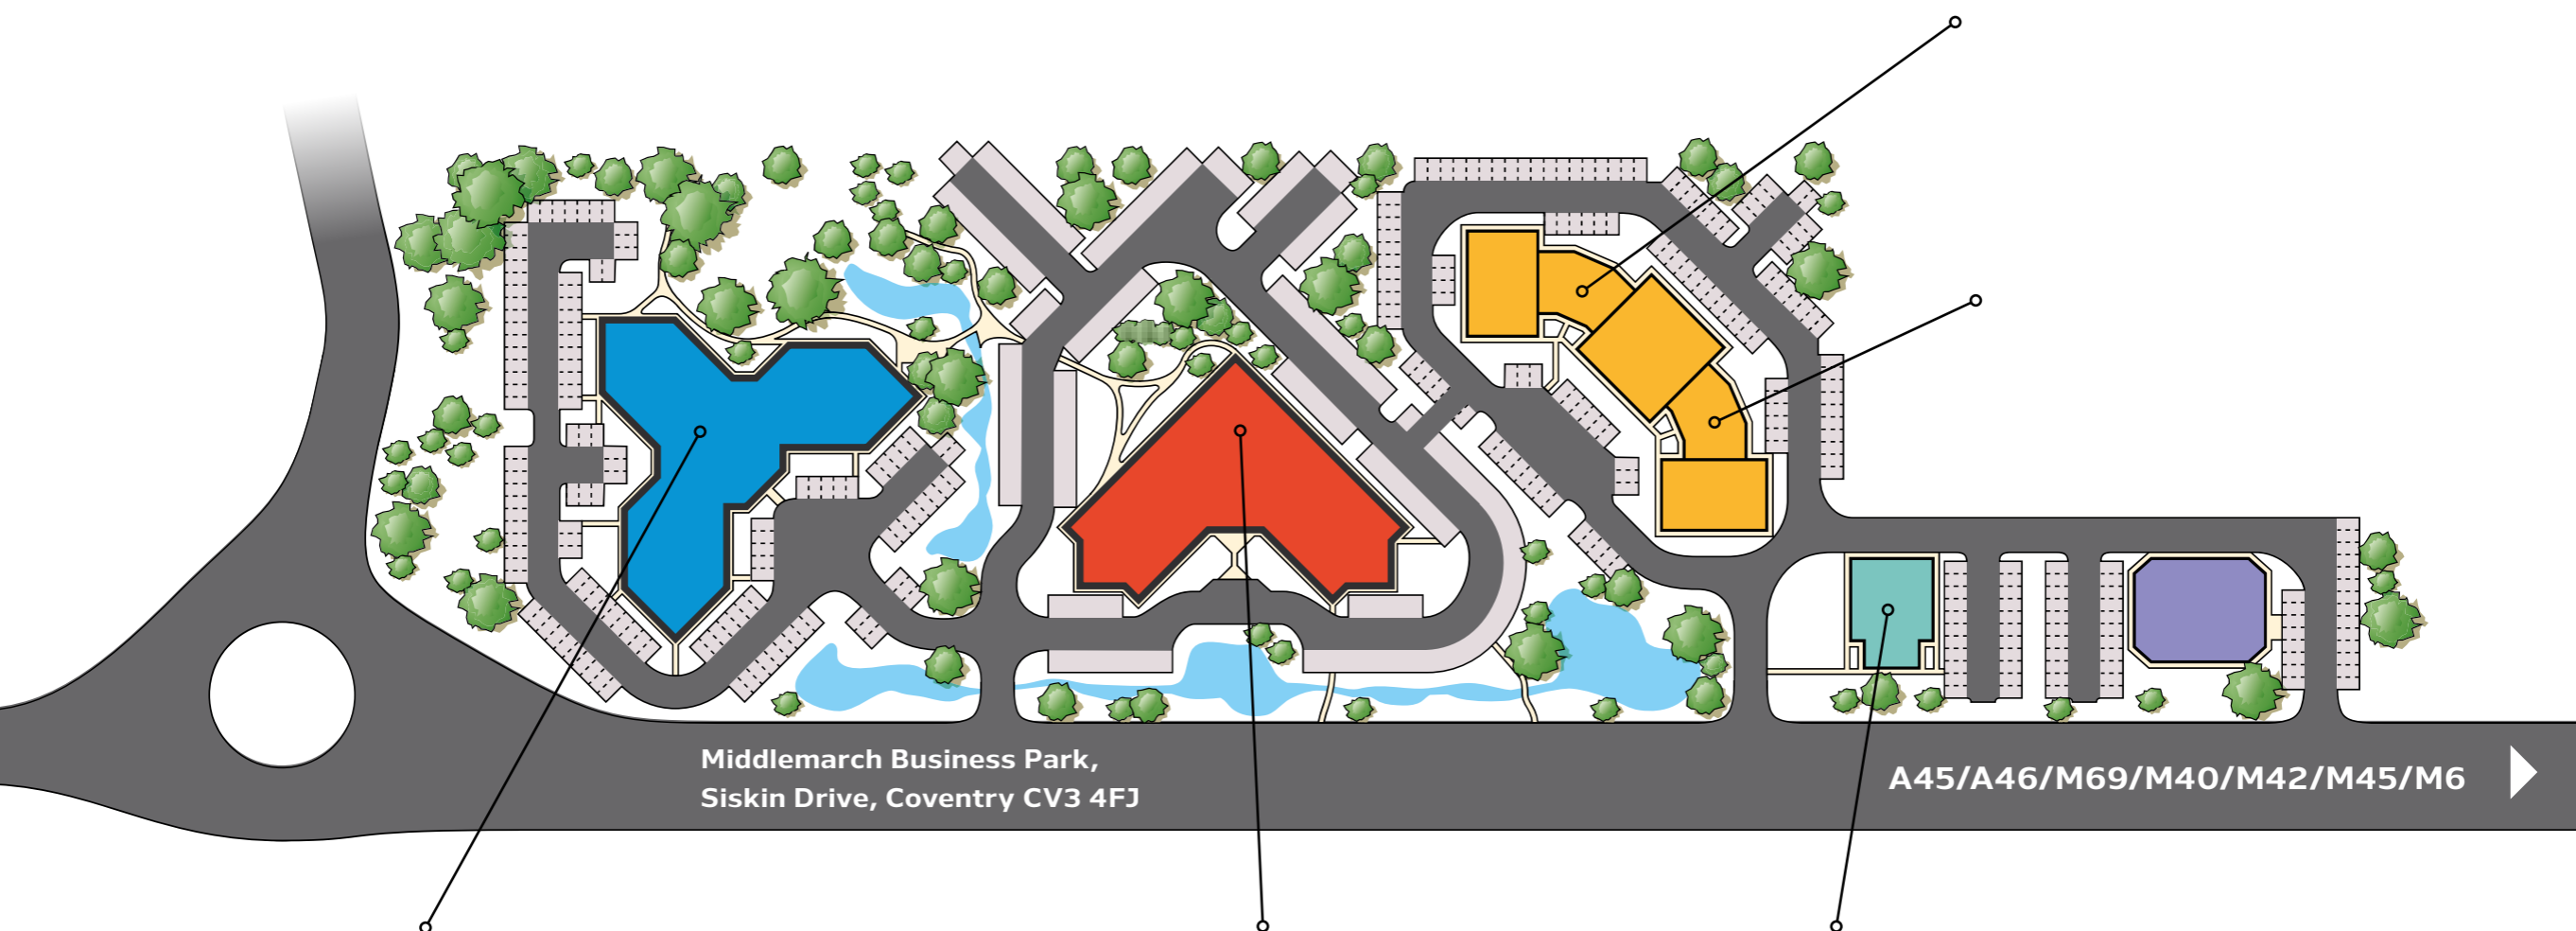 Middlemarch Business Park,
Siskin Drive, Coventry CV3 4FJ
A45/A46/M69/M40/M42/M45/M6